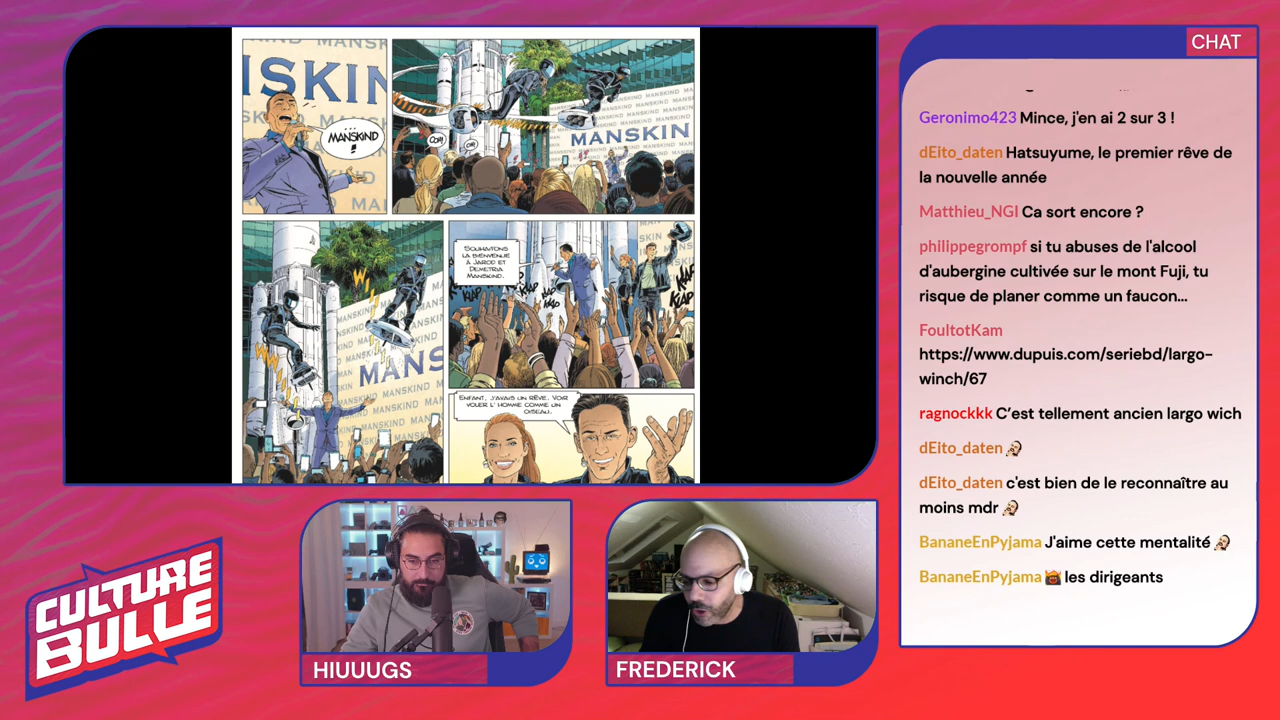 MANSKIND
ISKIN
MANSKIND
!
MANSKIN
SOUHAITONS
LA BIENVENUE
À JAROD ET
DEMETRIA
MANSKIND.
KLAP
KLAP
MANSKIND
MANS
ENFANT, J'AVAIS UN RÊVE. VOIR
VOLER L'HOMME COMME UN
OISEAU.
CHAT
Geronimo423 Mince, j'en ai 2 sur 3 !
dEito_daten Hatsuyume, le premier rêve de
la nouvelle année
Matthieu_NGI Ca sort encore ?
philippegrompf si tu abuses de l'alcool
d'aubergine cultivée sur le mont Fuji, tu
risque de planer comme un faucon...
FoultotKam
https://www.dupuis.com/seriebd/largo-
winch/67
ragnockkk C'est tellement ancien largo wich
dEito_daten
dEito_daten c'est bien de le reconnaître au
moins mdr
BananeEnPyjama J'aime cette mentalité
BananeEnPyjama les dirigeants
CULTURE
BULLE
HIUUUGS
FREDERICK